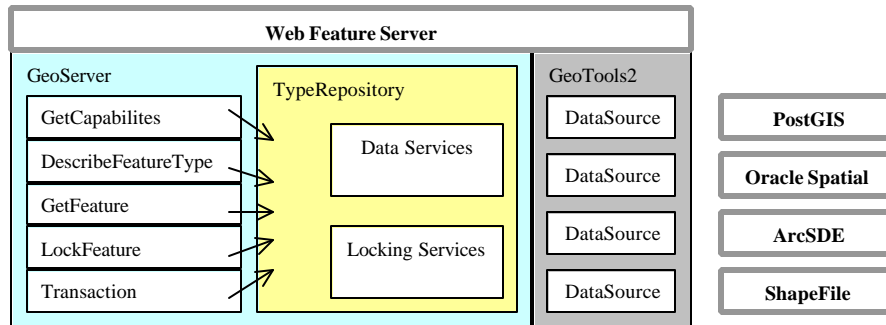 Web Feature Server
GeoServer
GetCapabilites
DescribeFeatureType
GetFeature
LockFeature
Transaction
TypeRepository
Data Services
Locking Services
GeoTools2
DataSource
DataSource
DataSource
DataSource
PostGIS
Oracle Spatial
ArcSDE
ShapeFile